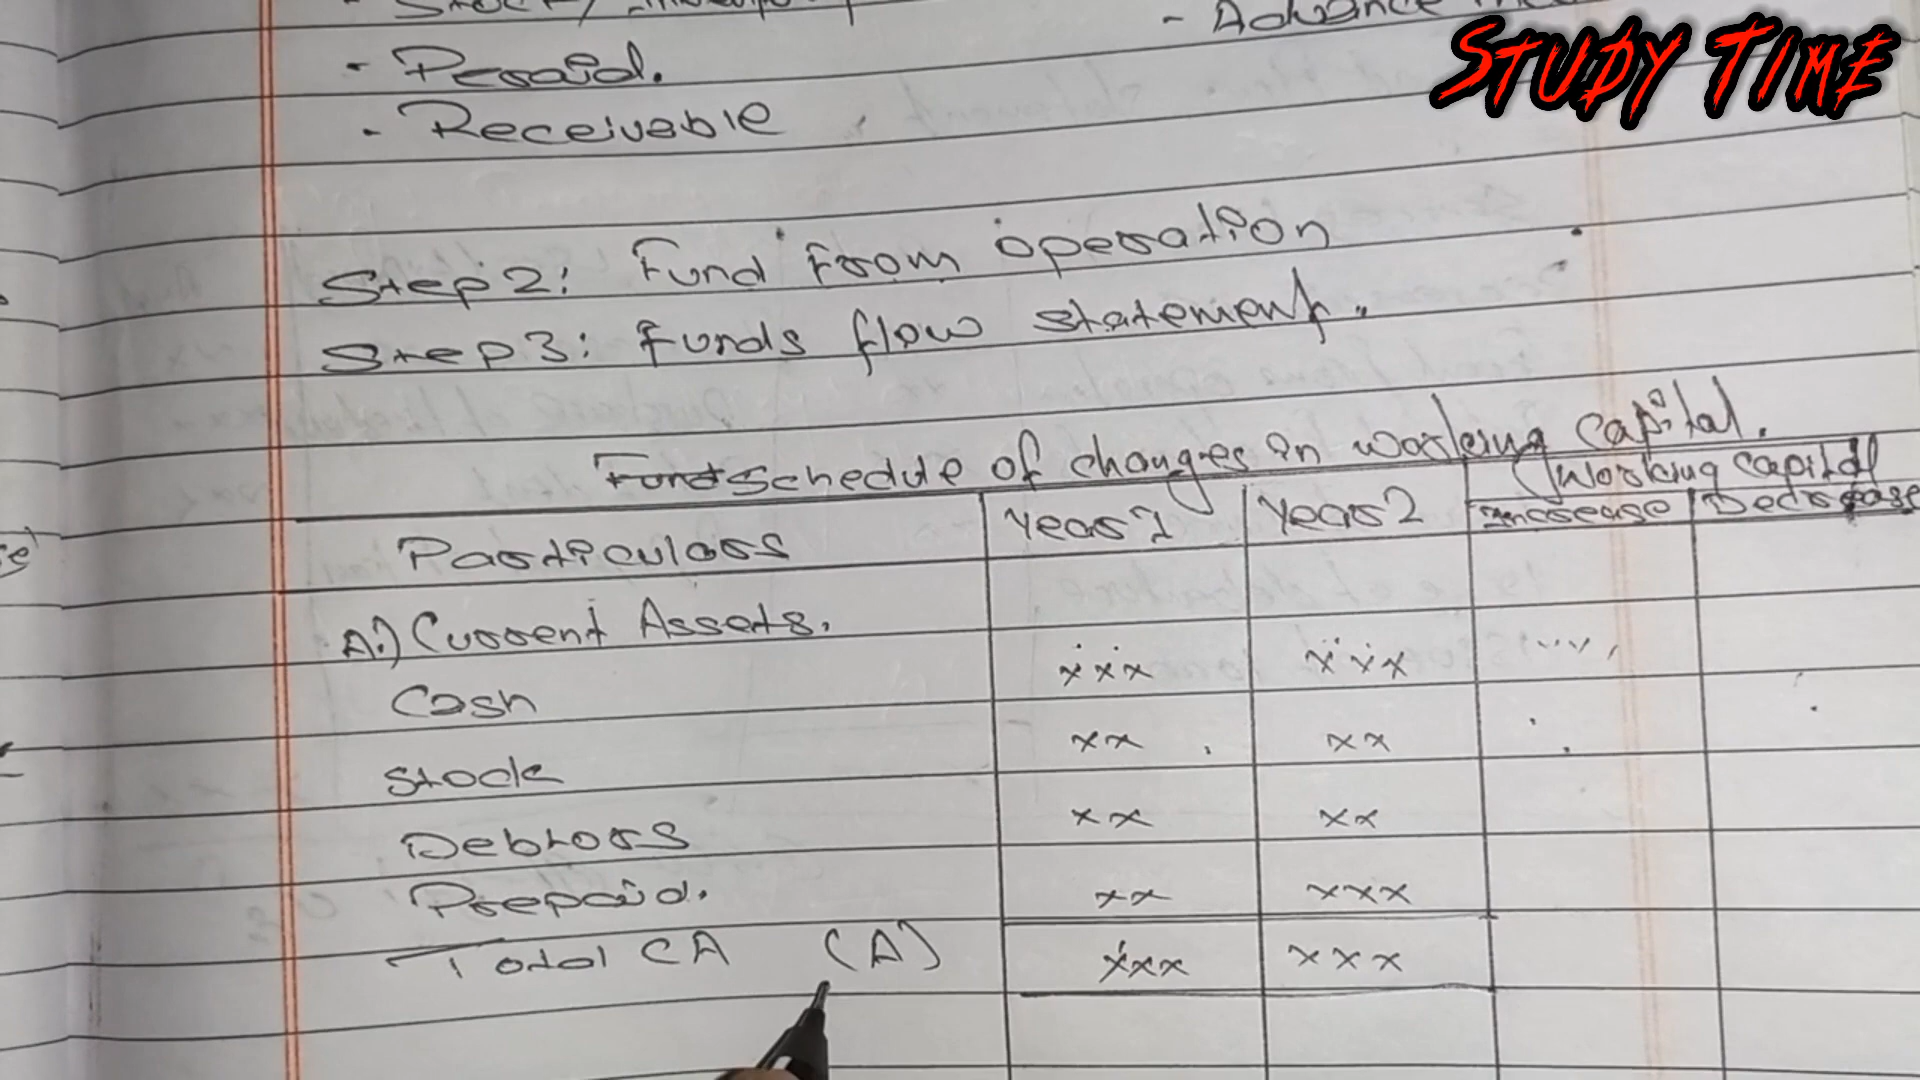 - Advance
STUDY TIME
- Prepaid.
- Receivable
Step 2: Fund From operation
Step 3: Funds flow statement.
Schedule of changes in working capital.
Working capital
Particulars Year 1 Year 2 Increase Decrease
A.) Current Assets.
Cash xxx xxx
Stock xx xx
Debtors xx xx
Prepaid. xx xxx
Total CA (A) xxx xxx